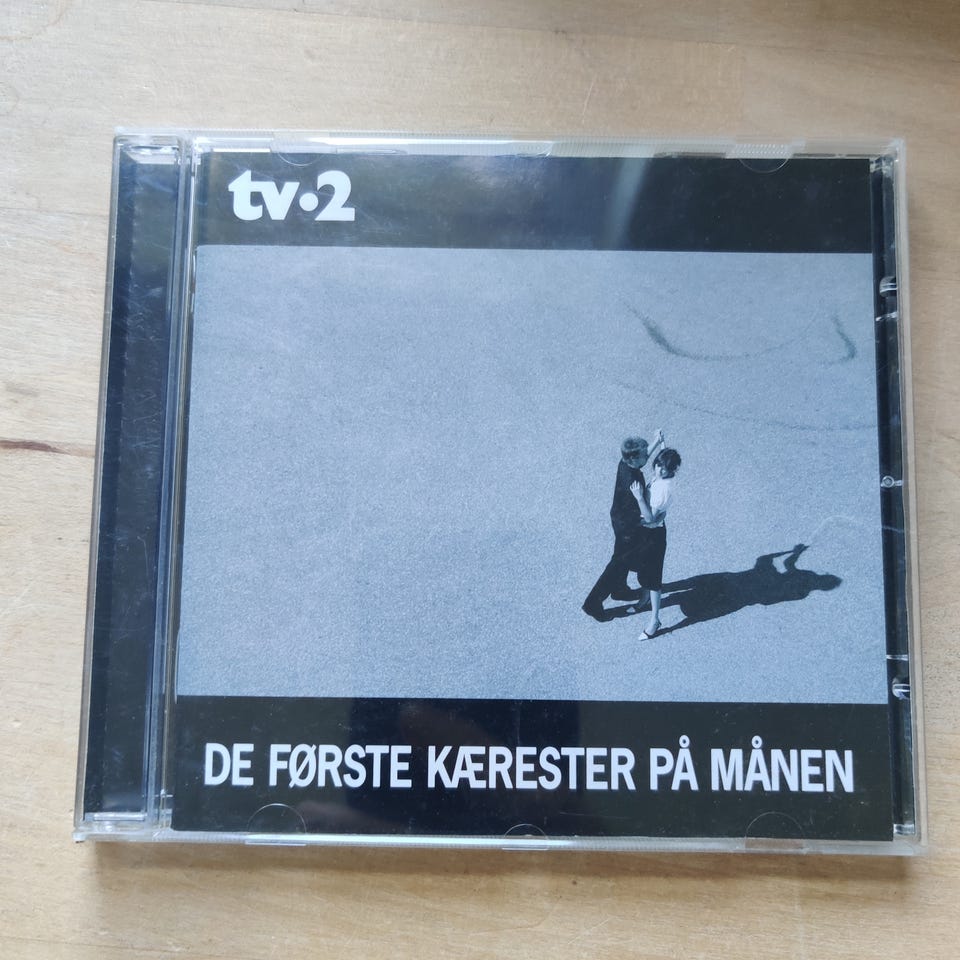 tv·2
DE FØRSTE KÆRESTER PÅ MÅNEN